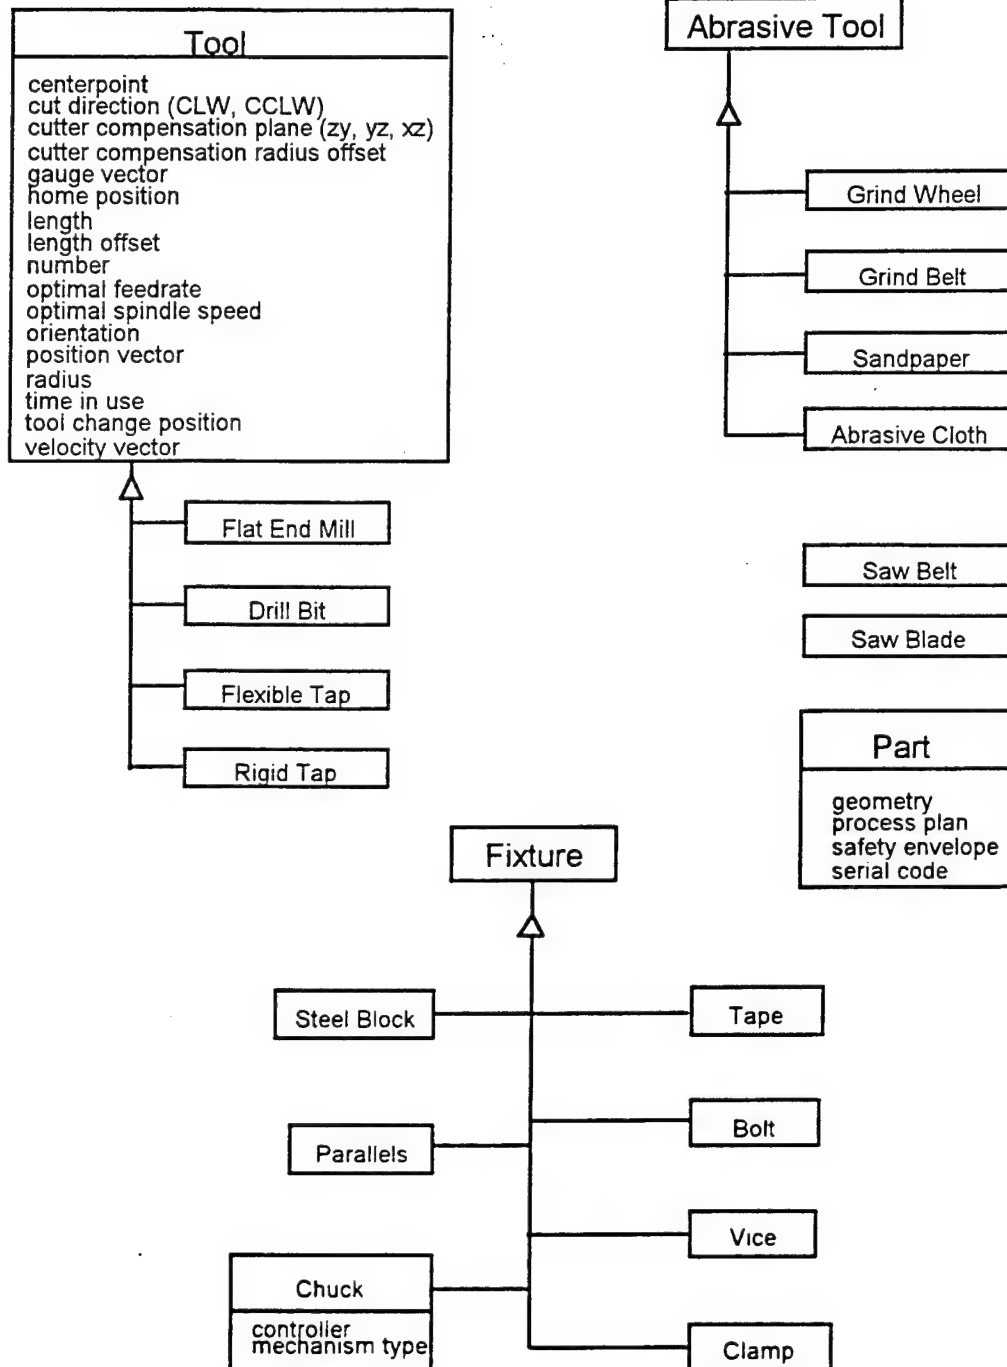 Tool
centerpoint
cut direction (CLW, CCLW)
cutter compensation plane (zy, yz, xz)
cutter compensation radius offset
gauge vector
home position
length
length offset
number
optimal feedrate
optimal spindle speed
orientation
position vector
radius
time in use
tool change position
velocity vector
Flat End Mill
Drill Bit
Flexible Tap
Rigid Tap
Abrasive Tool
Grind Wheel
Grind Belt
Sandpaper
Abrasive Cloth
Saw Belt
Saw Blade
Part
geometry
process plan
safety envelope
serial code
Fixture
Steel Block
Tape
Parallels
Bolt
Vice
Chuck
controller
mechanism type
Clamp